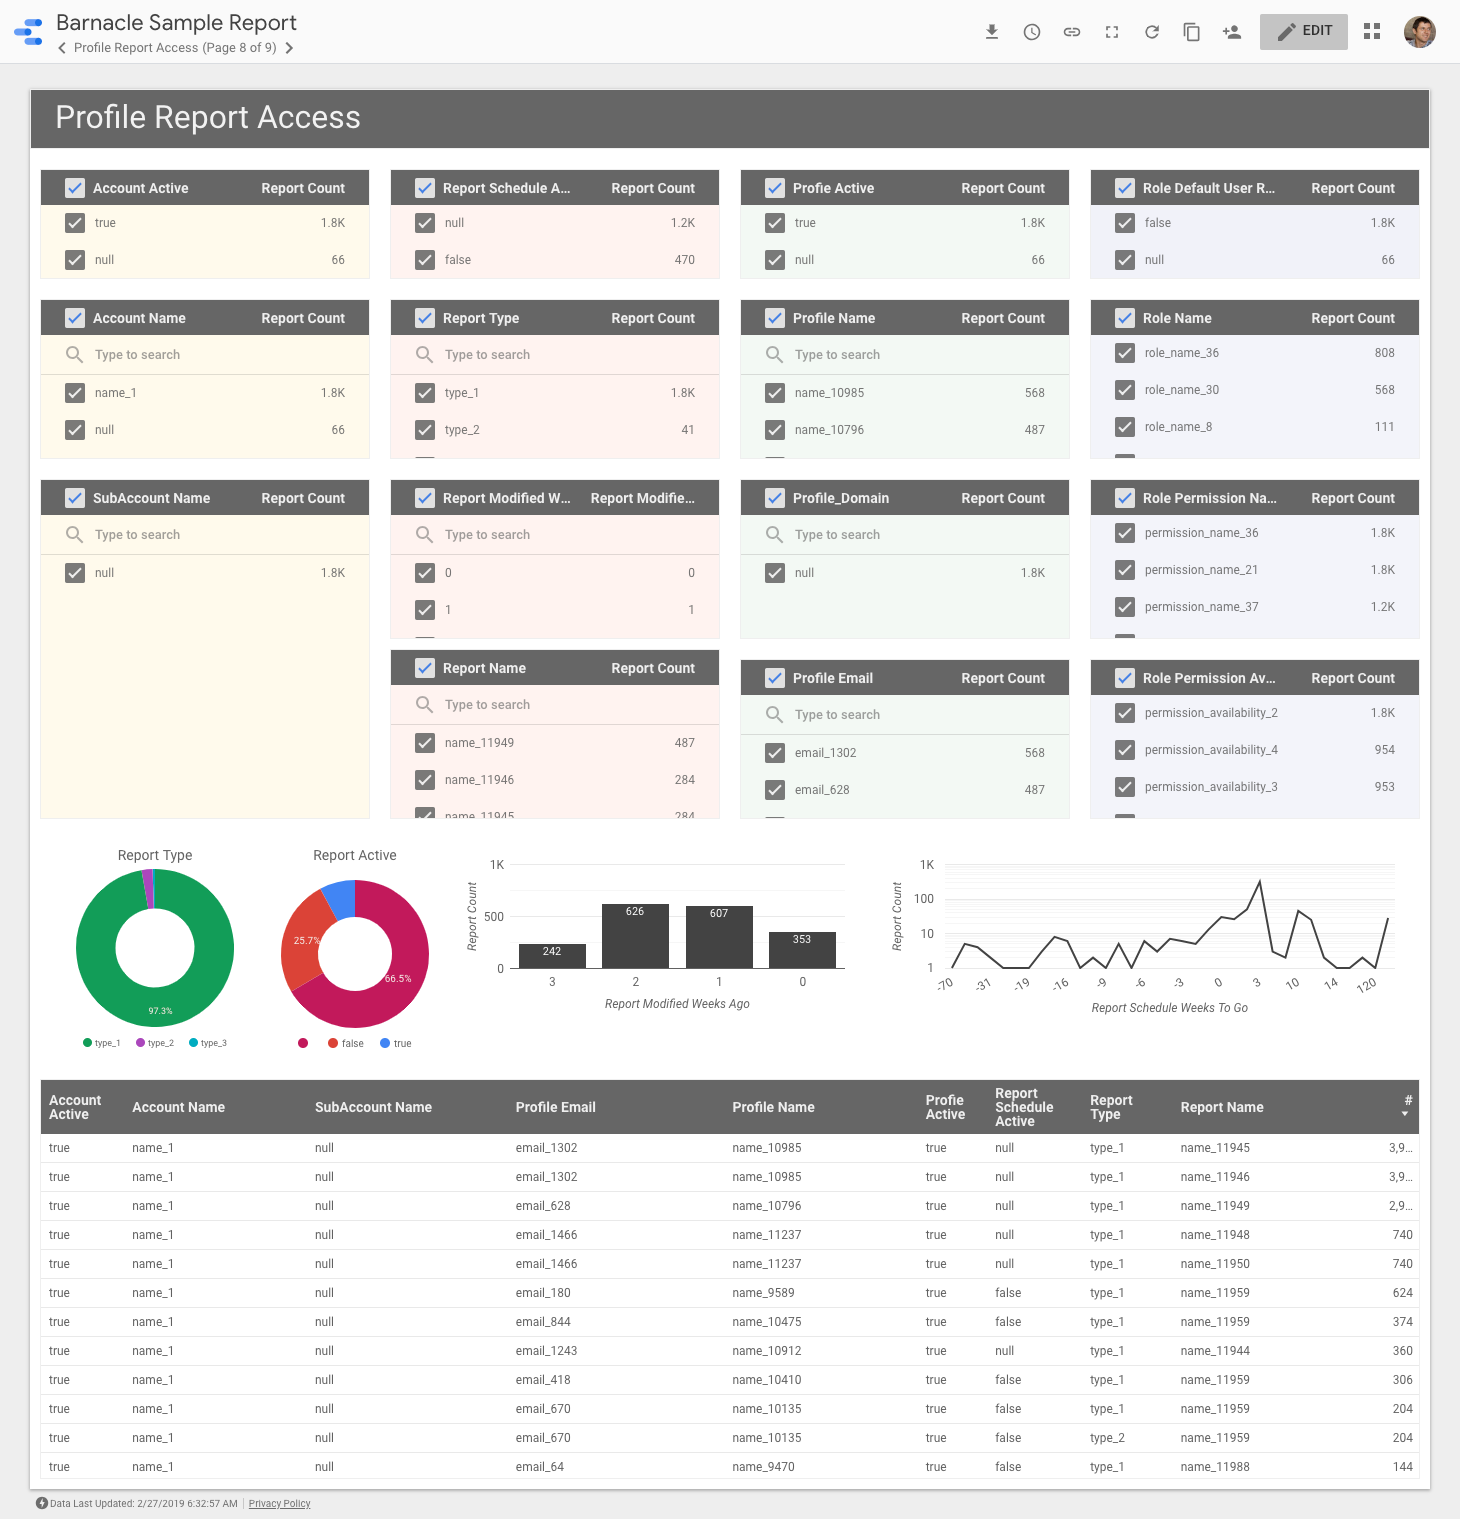 Barnacle Sample Report
Profile Report Access (Page 8 of 9)
EDIT
Profile Report Access
Account Active Report Count
true 1.8K
null 66
Report Schedule A... Report Count
null 1.2K
false 470
Profie Active Report Count
true 1.8K
null 66
Role Default User R... Report Count
false 1.8K
null 66
Account Name Report Count
Type to search
name_1 1.8K
null 66
Report Type Report Count
Type to search
type_1 1.8K
type_2 41
Profile Name Report Count
Type to search
name_10985 568
name_10796 487
Role Name Report Count
role_name_36 808
role_name_30 568
role_name_8 111
SubAccount Name Report Count
Type to search
null 1.8K
Report Modified W... Report Modifie...
Type to search
0 0
1 1
Profile_Domain Report Count
Type to search
null 1.8K
Role Permission Na... Report Count
permission_name_36 1.8K
permission_name_21 1.8K
permission_name_37 1.2K
Report Name Report Count
Type to search
name_11949 487
name_11946 284
name_11945 284
Profile Email Report Count
Type to search
email_1302 568
email_628 487
Role Permission Av... Report Count
permission_availability_2 1.8K
permission_availability_4 954
permission_availability_3 953
Report Type
97.3%
type_1 type_2 type_3
Report Active
25.7%
66.5%
false true
Report Count
1K
500
0
242 626 607 353
3 2 1 0
Report Modified Weeks Ago
Report Count
1K
100
10
1
-70 -31 -19 -16 -9 -6 -3 0 3 10 14 120
Report Schedule Weeks To Go
Account Active Account Name SubAccount Name Profile Email Profile Name Profie Active Report Schedule Active Report Type Report Name #
true name_1 null email_1302 name_10985 true null type_1 name_11945 3,9...
true name_1 null email_1302 name_10985 true null type_1 name_11946 3,9...
true name_1 null email_628 name_10796 true null type_1 name_11949 2,9...
true name_1 null email_1466 name_11237 true null type_1 name_11948 740
true name_1 null email_1466 name_11237 true null type_1 name_11950 740
true name_1 null email_180 name_9589 true false type_1 name_11959 624
true name_1 null email_844 name_10475 true false type_1 name_11959 374
true name_1 null email_1243 name_10912 true null type_1 name_11944 360
true name_1 null email_418 name_10410 true false type_1 name_11959 306
true name_1 null email_670 name_10135 true false type_1 name_11959 204
true name_1 null email_670 name_10135 true false type_2 name_11959 204
true name_1 null email_64 name_9470 true false type_1 name_11988 144
Data Last Updated: 2/27/2019 6:32:57 AM Privacy Policy